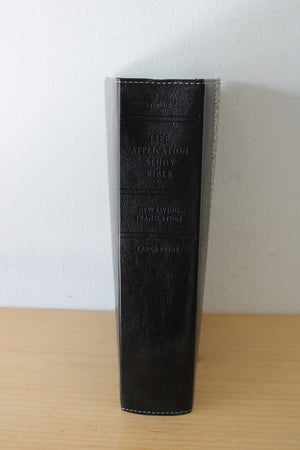 LIFE
APPLICATION
STUDY
BIBLE
NEW LIVING
TRANSLATION
LARGE PRINT